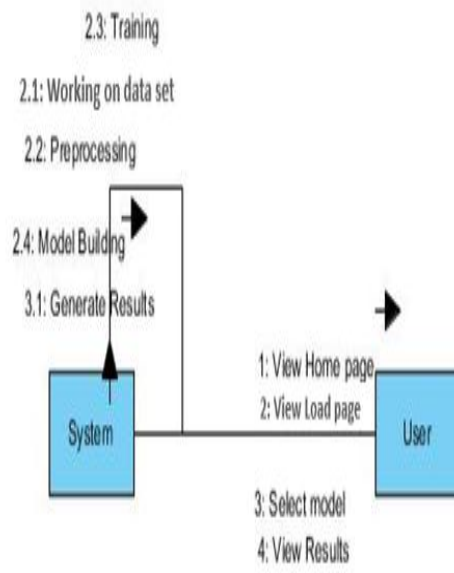 2.3: Training
2.1: Working on data set
2.2: Preprocessing
2.4: Model Building
3.1: Generate Results
1: View Home page
2: View Load page
System
User
3: Select model
4: View Results